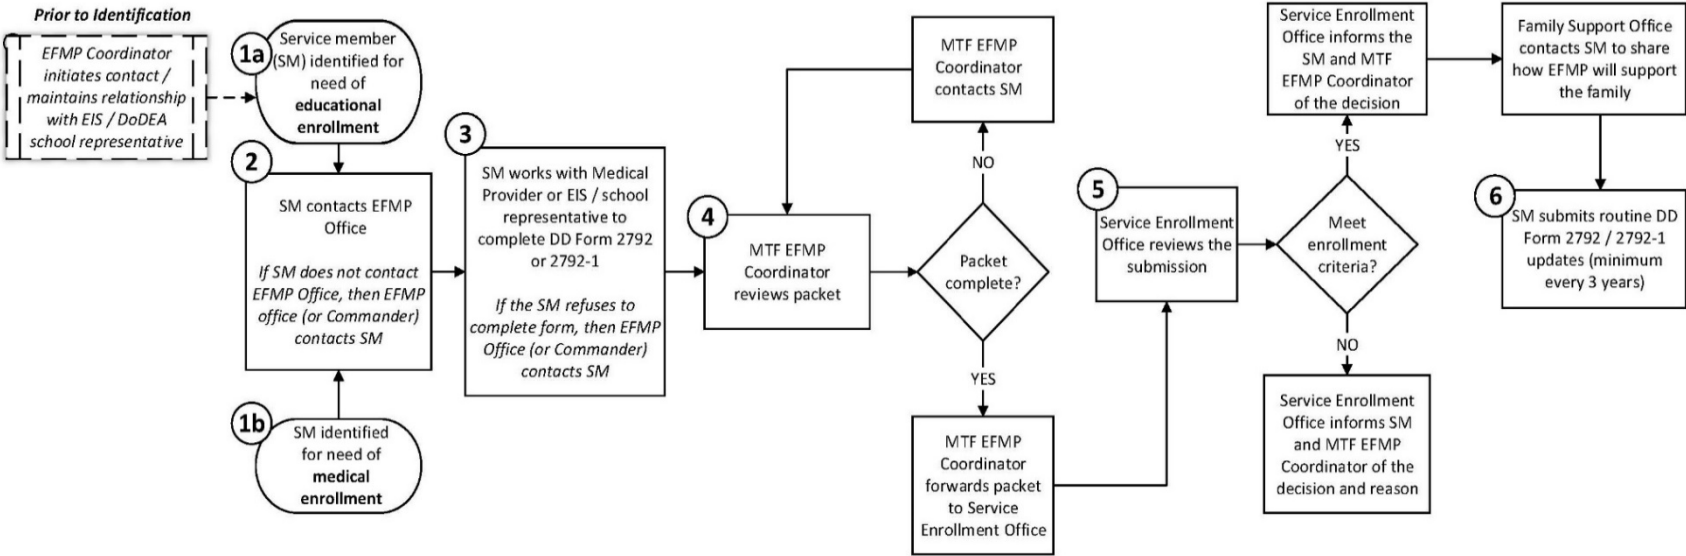 Prior to Identification
EFMP Coordinator
initiates contact /
maintains relationship
with EIS / DoDEA
school representative
1a
Service member
(SM) identified for
need of
educational
enrollment
2
SM contacts EFMP
Office
If SM does not contact
EFMP Office, then EFMP
office (or Commander)
contacts SM
1b
SM identified
for need of
medical
enrollment
3
SM works with Medical
Provider or EIS / school
representative to
complete DD Form 2792
or 2792-1
If the SM refuses to
complete form, then EFMP
Office (or Commander)
contacts SM
4
MTF EFMP
Coordinator
reviews packet
MTF EFMP
Coordinator
contacts SM
NO
Packet
complete?
YES
MTF EFMP
Coordinator
forwards packet
to Service
Enrollment Office
5
Service Enrollment
Office reviews the
submission
Service Enrollment
Office informs the
SM and MTF
EFMP Coordinator
of the decision
YES
Meet
enrollment
criteria?
NO
Service Enrollment
Office informs SM
and MTF EFMP
Coordinator of the
decision and reason
Family Support Office
contacts SM to share
how EFMP will support
the family
6
SM submits routine DD
Form 2792 / 2792-1
updates (minimum
every 3 years)